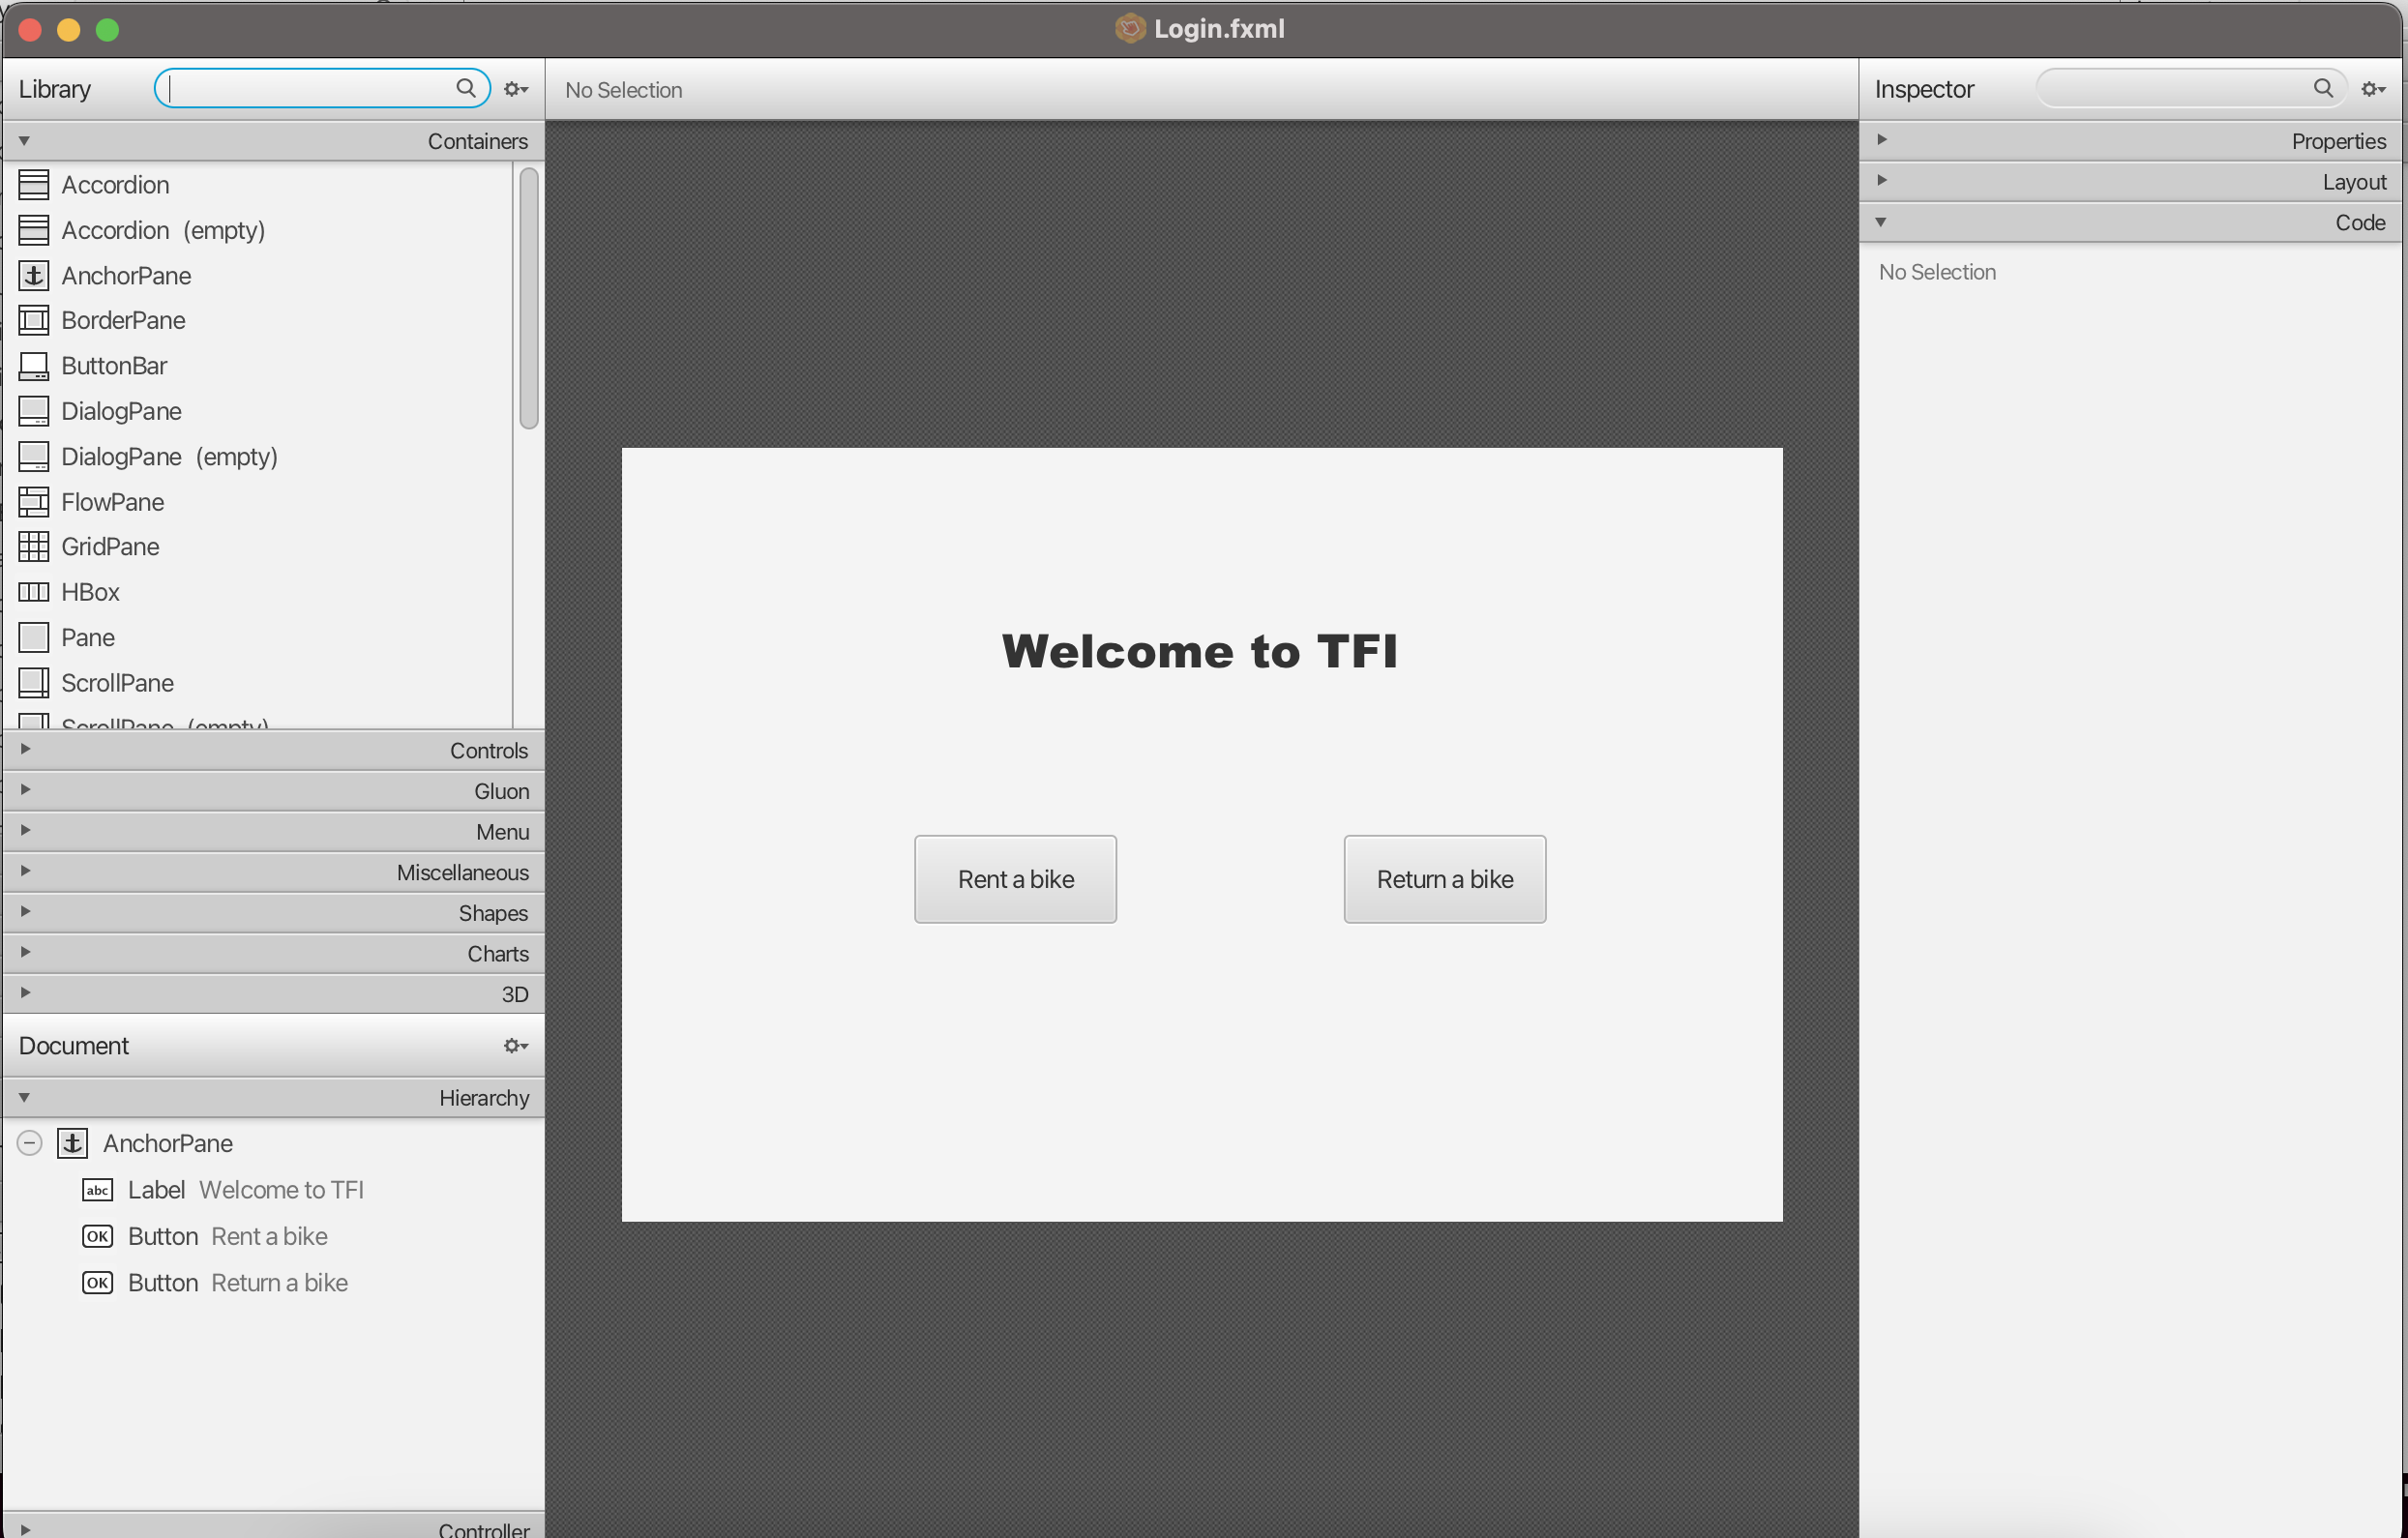 Login.fxml
Library
No Selection
Inspector
Containers
Accordion
Accordion (empty)
AnchorPane
BorderPane
ButtonBar
DialogPane
DialogPane (empty)
FlowPane
GridPane
HBox
Pane
ScrollPane
ScrollPane (empty)
Controls
Gluon
Menu
Miscellaneous
Shapes
Charts
3D
Document
Hierarchy
AnchorPane
abc Label Welcome to TFI
OK Button Rent a bike
OK Button Return a bike
Controller
Welcome to TFI
Rent a bike
Return a bike
Properties
Layout
Code
No Selection